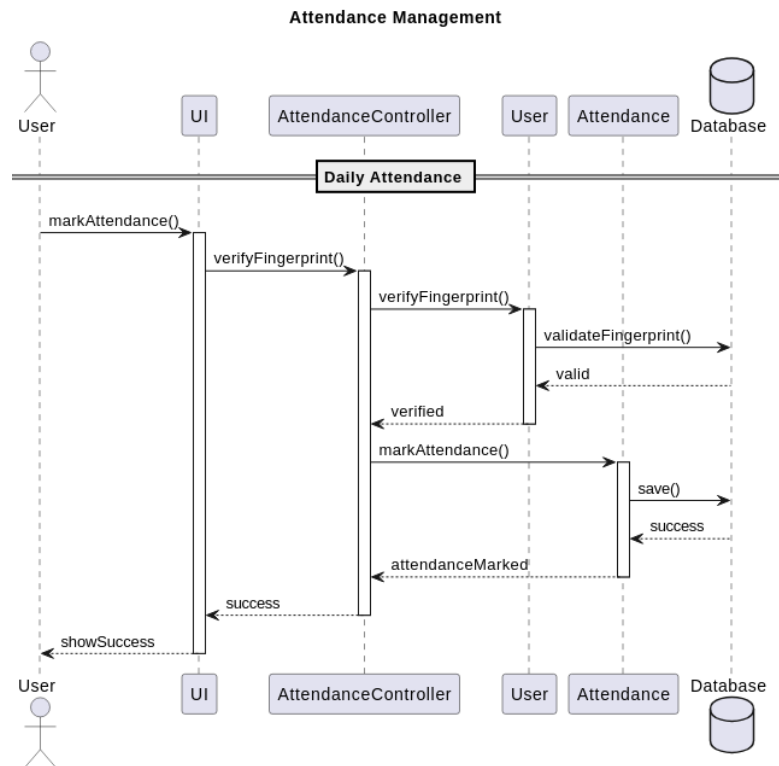 Attendance Management
User
UI
AttendanceController
User
Attendance
Database
Daily Attendance
markAttendance()
verifyFingerprint()
verifyFingerprint()
validateFingerprint()
valid
verified
markAttendance()
save()
success
attendanceMarked
success
showSuccess
User
UI
AttendanceController
User
Attendance
Database